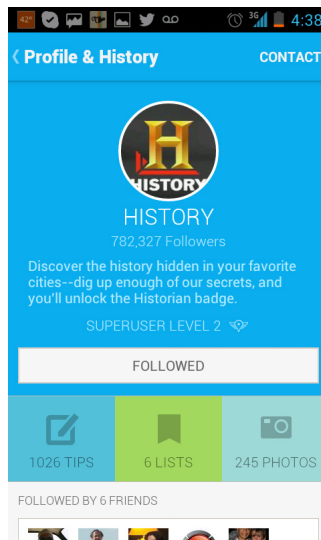 42°
3G
4:38
Profile & History
CONTACT
H
HISTORY
HISTORY
782,327 Followers
Discover the history hidden in your favorite
cities--dig up enough of our secrets, and
you'll unlock the Historian badge.
SUPERUSER LEVEL 2
FOLLOWED
1026 TIPS
6 LISTS
245 PHOTOS
FOLLOWED BY 6 FRIENDS